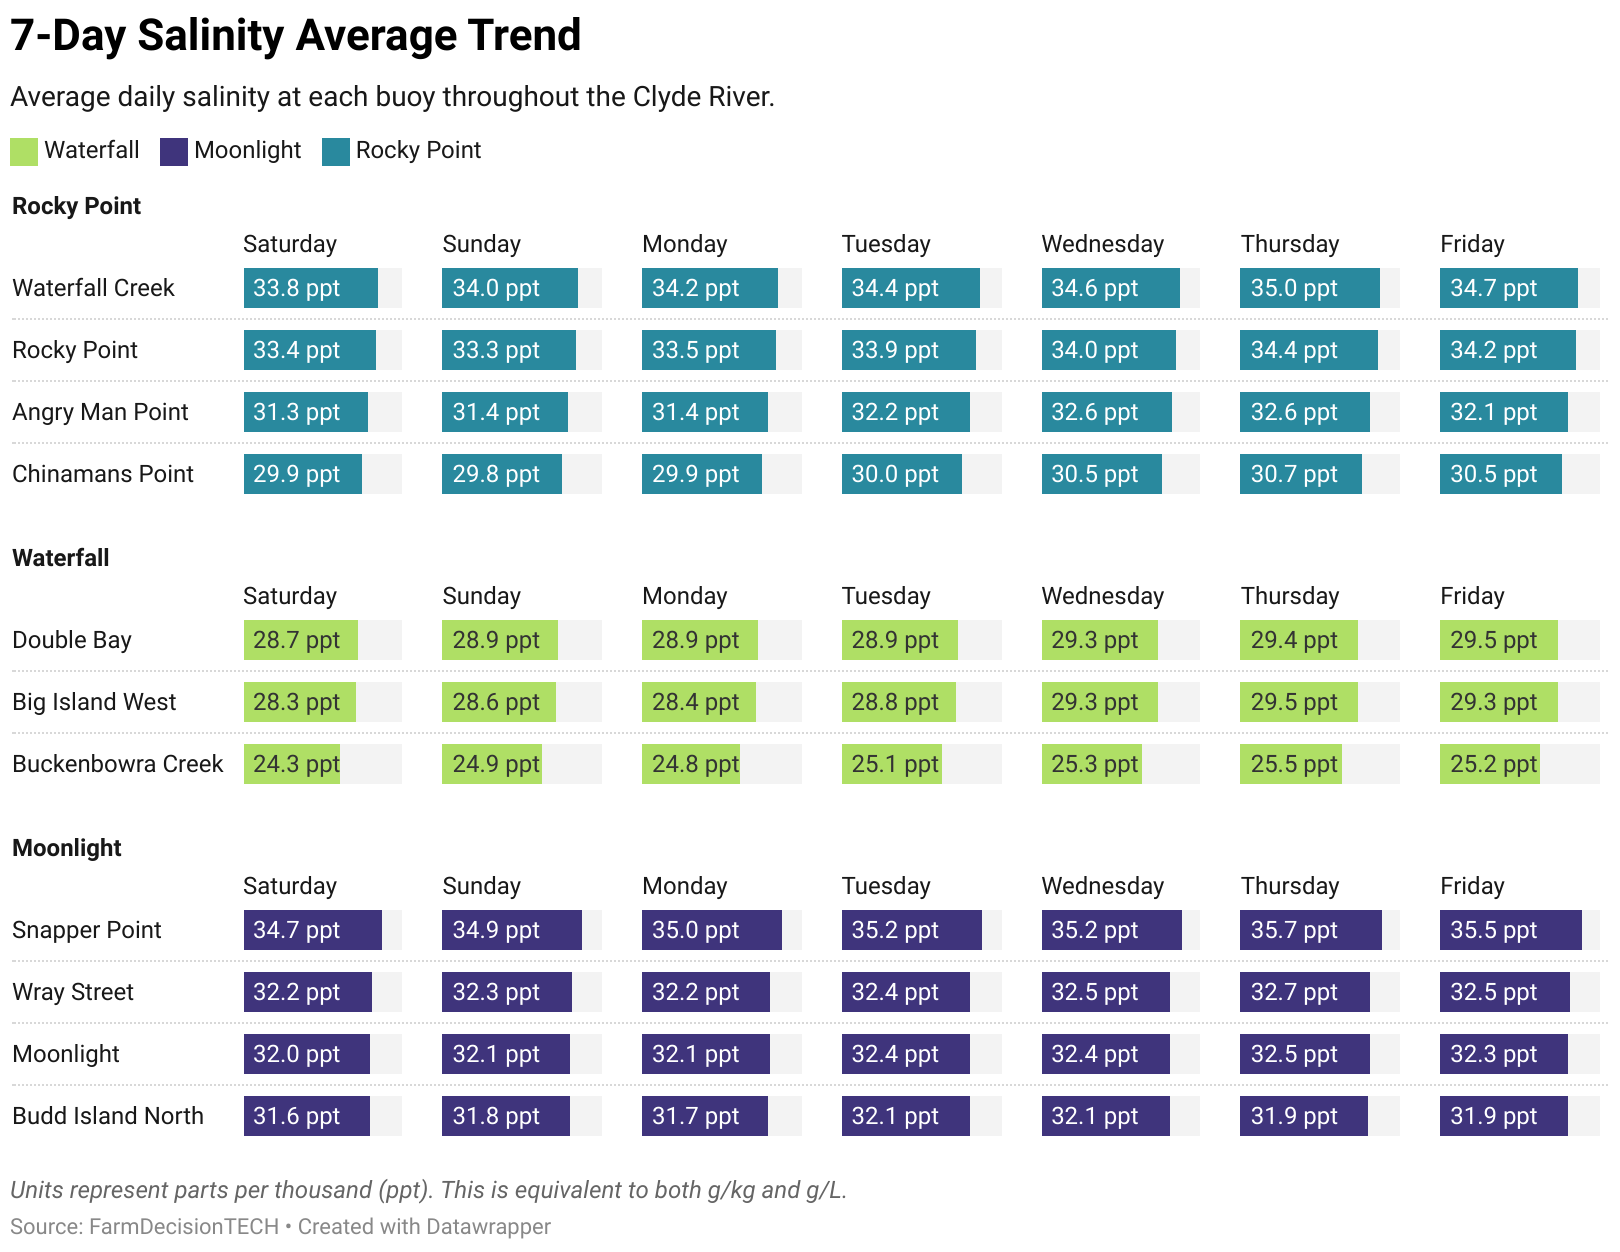 7-Day Salinity Average Trend
Average daily salinity at each buoy throughout the Clyde River.
Waterfall Moonlight Rocky Point
Rocky Point
Saturday Sunday Monday Tuesday Wednesday Thursday Friday
Waterfall Creek 33.8 ppt 34.0 ppt 34.2 ppt 34.4 ppt 34.6 ppt 35.0 ppt 34.7 ppt
Rocky Point 33.4 ppt 33.3 ppt 33.5 ppt 33.9 ppt 34.0 ppt 34.4 ppt 34.2 ppt
Angry Man Point 31.3 ppt 31.4 ppt 31.4 ppt 32.2 ppt 32.6 ppt 32.6 ppt 32.1 ppt
Chinamans Point 29.9 ppt 29.8 ppt 29.9 ppt 30.0 ppt 30.5 ppt 30.7 ppt 30.5 ppt
Waterfall
Saturday Sunday Monday Tuesday Wednesday Thursday Friday
Double Bay 28.7 ppt 28.9 ppt 28.9 ppt 28.9 ppt 29.3 ppt 29.4 ppt 29.5 ppt
Big Island West 28.3 ppt 28.6 ppt 28.4 ppt 28.8 ppt 29.3 ppt 29.5 ppt 29.3 ppt
Buckenbowra Creek 24.3 ppt 24.9 ppt 24.8 ppt 25.1 ppt 25.3 ppt 25.5 ppt 25.2 ppt
Moonlight
Saturday Sunday Monday Tuesday Wednesday Thursday Friday
Snapper Point 34.7 ppt 34.9 ppt 35.0 ppt 35.2 ppt 35.2 ppt 35.7 ppt 35.5 ppt
Wray Street 32.2 ppt 32.3 ppt 32.2 ppt 32.4 ppt 32.5 ppt 32.7 ppt 32.5 ppt
Moonlight 32.0 ppt 32.1 ppt 32.1 ppt 32.4 ppt 32.4 ppt 32.5 ppt 32.3 ppt
Budd Island North 31.6 ppt 31.8 ppt 31.7 ppt 32.1 ppt 32.1 ppt 31.9 ppt 31.9 ppt
Units represent parts per thousand (ppt). This is equivalent to both g/kg and g/L.
Source: FarmDecisionTECH • Created with Datawrapper